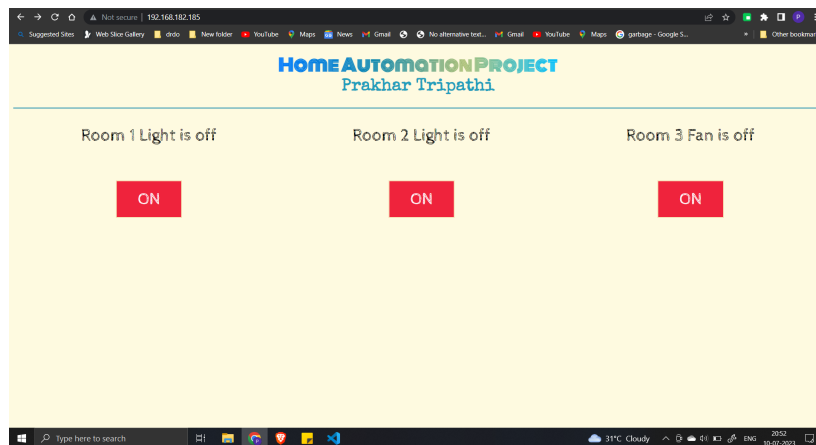 Not secure | 192.168.182.185
Suggested Sites Web Slice Gallery drdo New folder YouTube Maps News Gmail No alternative text... Gmail YouTube Maps garbage - Google S... » Other bookmar
HOME AUTOMATION PROJECT
Prakhar Tripathi
Room 1 Light is off Room 2 Light is off Room 3 Fan is off
ON ON ON
Type here to search 31°C Cloudy ENG 20:52
10-07-2023